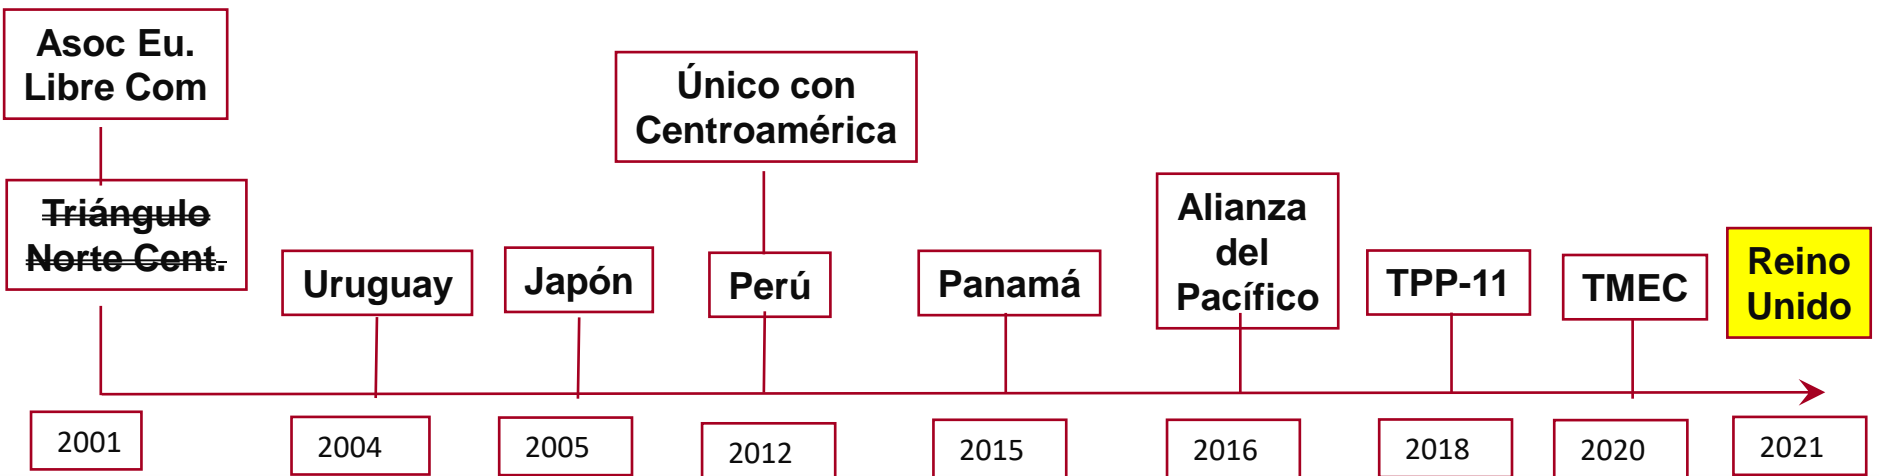 Asoc Eu.
Libre Com
Único con
Centroamérica
Triángulo
Norte Cent.
Uruguay
Japón
Perú
Panamá
Alianza
del
Pacífico
TPP-11
TMEC
Reino
Unido
2001
2004
2005
2012
2015
2016
2018
2020
2021